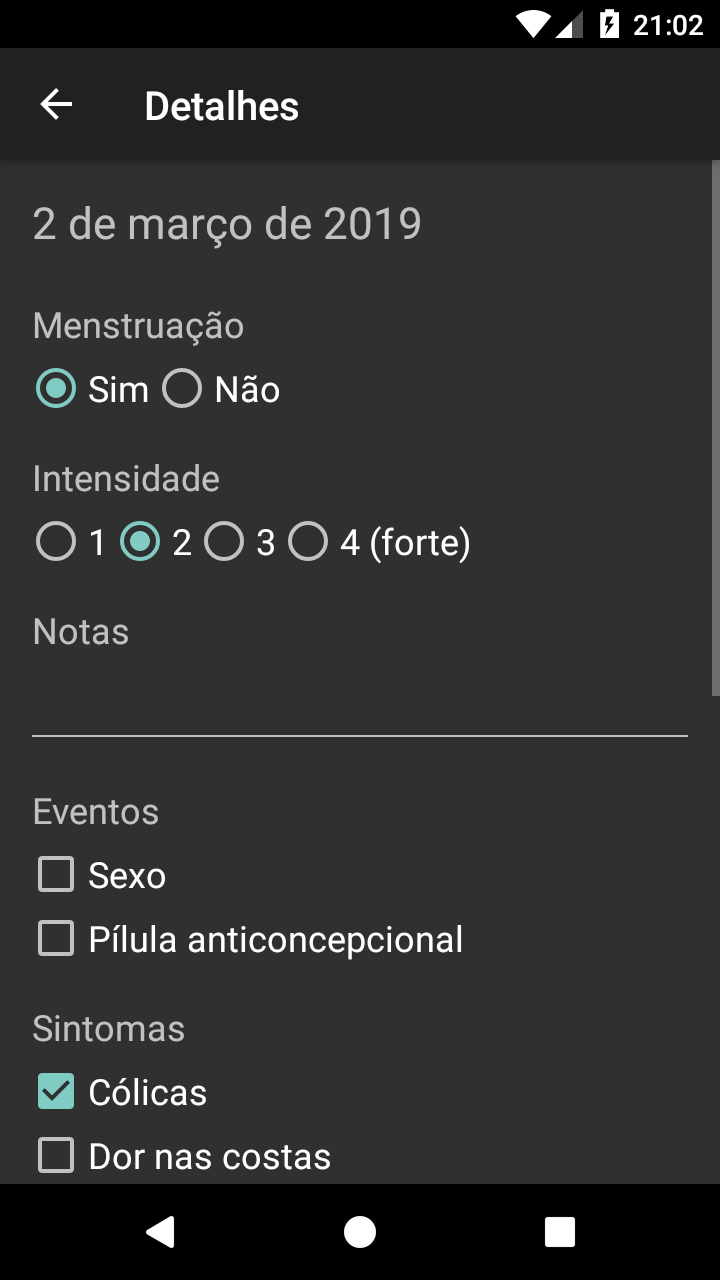 21:02
Detalhes
2 de março de 2019
Menstruação
Sim Não
Intensidade
1 2 3 4 (forte)
Notas
Eventos
Sexo
Pílula anticoncepcional
Sintomas
Cólicas
Dor nas costas